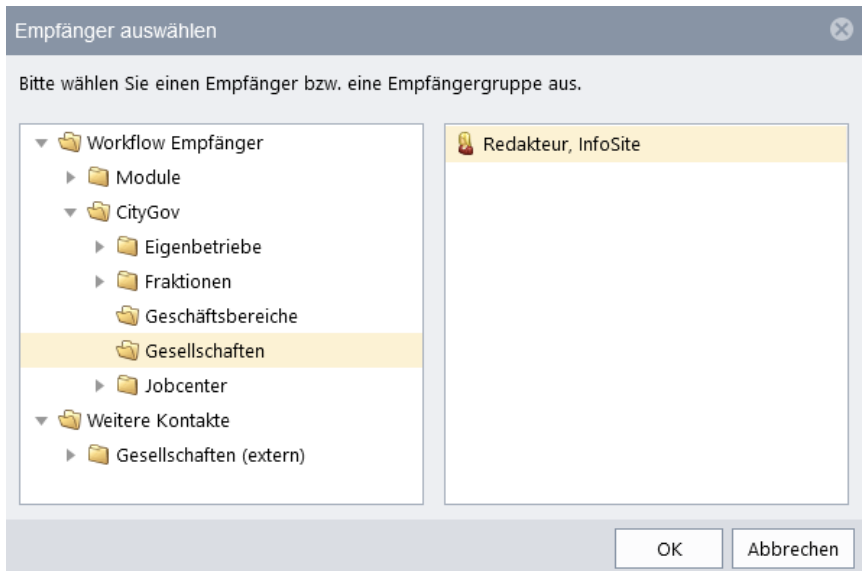 Empfänger auswählen
Bitte wählen Sie einen Empfänger bzw. eine Empfängergruppe aus.
Workflow Empfänger
Module
CityGov
Eigenbetriebe
Fraktionen
Geschäftsbereiche
Gesellschaften
Jobcenter
Weitere Kontakte
Gesellschaften (extern)
Redakteur, InfoSite
OK
Abbrechen